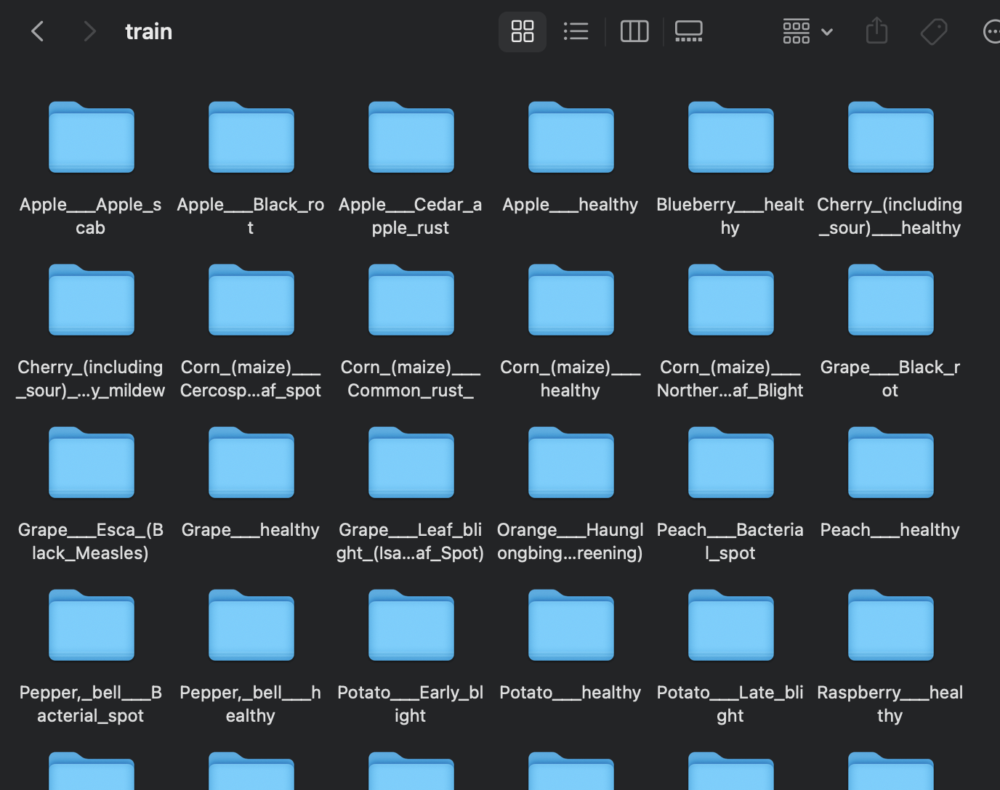 train
Apple___Apple_s
cab
Apple___Black_ro
t
Apple___Cedar_a
pple_rust
Apple___healthy
Blueberry___healt
hy
Cherry_(including
_sour)___healthy
Cherry_(including
_sour)_...y_mildew
Corn_(maize)___
Cercosp...af_spot
Corn_(maize)___
Common_rust_
Corn_(maize)___
healthy
Corn_(maize)___
Norther...af_Blight
Grape___Black_r
ot
Grape___Esca_(B
lack_Measles)
Grape___healthy
Grape___Leaf_bli
ght_(Isa...af_Spot)
Orange___Haungl
ongbing...reening)
Peach___Bacteria
l_spot
Peach___healthy
Pepper,_bell___B
acterial_spot
Pepper,_bell___h
ealthy
Potato___Early_bl
ight
Potato___healthy
Potato___Late_bli
ght
Raspberry___heal
thy